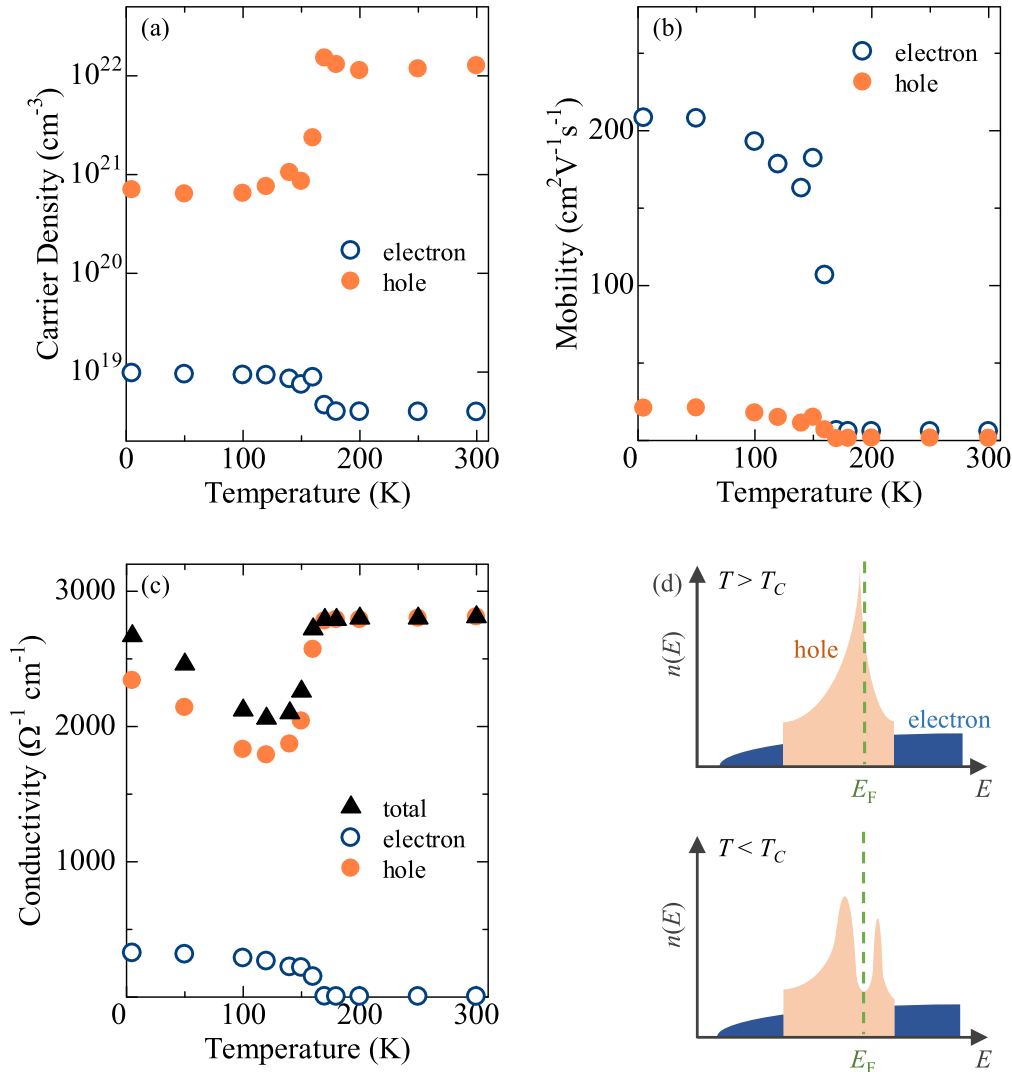 (a)
10^22
10^21
10^20
10^19
Carrier Density (cm^-3)
electron
hole
0 100 200 300
Temperature (K)
(b)
electron
hole
200
100
Mobility (cm^2V^-1s^-1)
0 100 200 300
Temperature (K)
(c)
3000
2000
1000
Conductivity (Ω^-1 cm^-1)
total
electron
hole
0 100 200 300
Temperature (K)
(d)
T > T_C
n(E)
hole
electron
E_F
E
T < T_C
n(E)
E_F
E